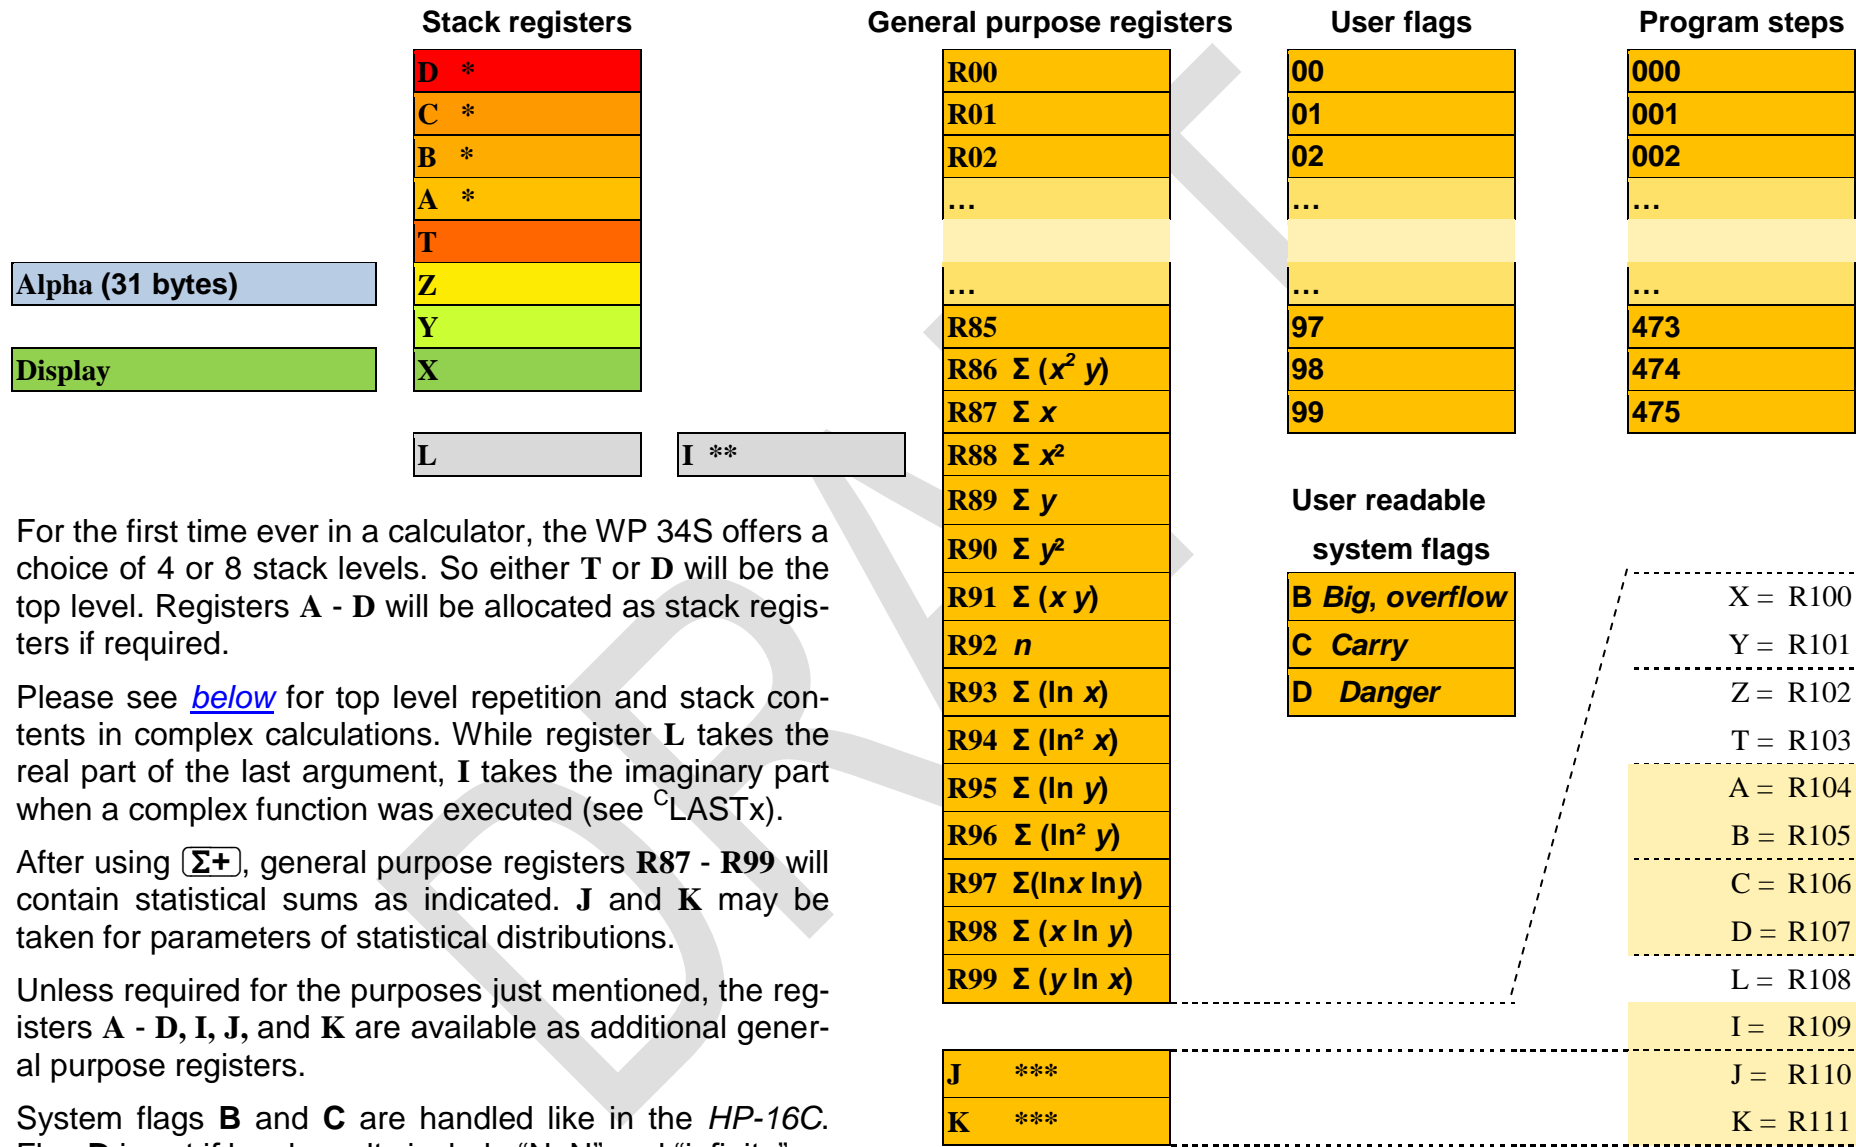 Stack registers
General purpose registers
User flags
Program steps
D *
C *
B *
A *
T
Z
Y
X
L
I **
Alpha (31 bytes)
Display
R00
R01
R02
…
…
R85
R86 Σ (x² y)
R87 Σ x
R88 Σ x²
R89 Σ y
R90 Σ y²
R91 Σ (x y)
R92 n
R93 Σ (ln x)
R94 Σ (ln² x)
R95 Σ (ln y)
R96 Σ (ln² y)
R97 Σ(lnx lny)
R98 Σ (x ln y)
R99 Σ (y ln x)
J ***
K ***
00
01
02
…
…
97
98
99
User readable
system flags
B Big, overflow
C Carry
D Danger
000
001
002
…
…
473
474
475
X = R100
Y = R101
Z = R102
T = R103
A = R104
B = R105
C = R106
D = R107
L = R108
I = R109
J = R110
K = R111
For the first time ever in a calculator, the WP 34S offers a
choice of 4 or 8 stack levels. So either T or D will be the
top level. Registers A - D will be allocated as stack regis-
ters if required.
Please see below for top level repetition and stack con-
tents in complex calculations. While register L takes the
real part of the last argument, I takes the imaginary part
when a complex function was executed (see ᶜLASTx).
After using Σ+, general purpose registers R87 - R99 will
contain statistical sums as indicated. J and K may be
taken for parameters of statistical distributions.
Unless required for the purposes just mentioned, the reg-
isters A - D, I, J, and K are available as additional gener-
al purpose registers.
System flags B and C are handled like in the HP-16C.
DRAFT